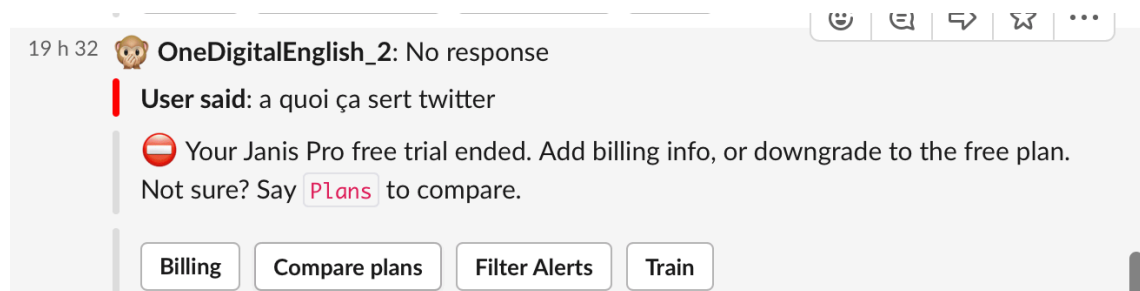 19 h 32 OneDigitalEnglish_2: No response
User said: a quoi ça sert twitter
Your Janis Pro free trial ended. Add billing info, or downgrade to the free plan.
Not sure? Say Plans to compare.
Billing Compare plans Filter Alerts Train